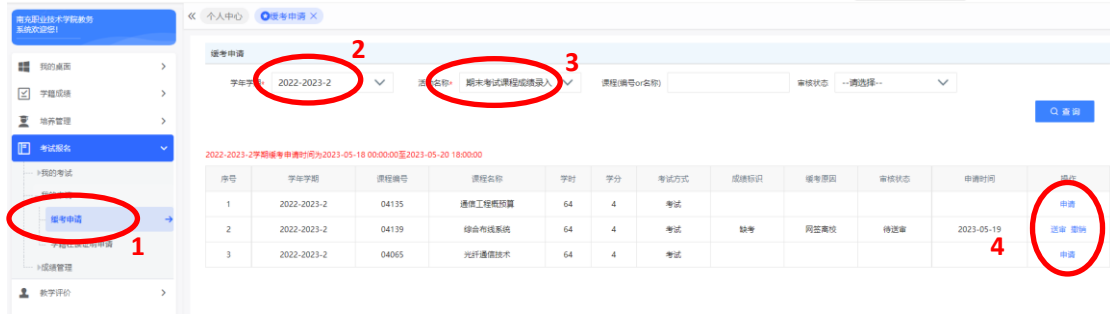 南充职业技术学院教务
系统欢迎您!
个人中心 缓考申请 ×
我的桌面
学籍成绩
培养管理
考试报名
我的考试
缓考申请
1
成绩管理
教学评价
缓考申请
2
3
学年学期 2022-2023-2 名称 期末考试课程成绩录入 课程(编号or名称) 审核状态 --请选择--
查询
2022-2023-2学期缓考申请时间为2023-05-18 00:00:00至2023-05-20 18:00:00
序号 学年学期 课程编号 课程名称 学时 学分 考试方式 成绩标识 缓考原因 审核状态 申请时间 操作
1 2022-2023-2 04135 通信工程概预算 64 4 考试 申请
2 2022-2023-2 04139 综合布线系统 64 4 考试 缺考 网签离校 待送审 2023-05-19 送审 撤销
3 2022-2023-2 04065 光纤通信技术 64 4 考试 申请
4